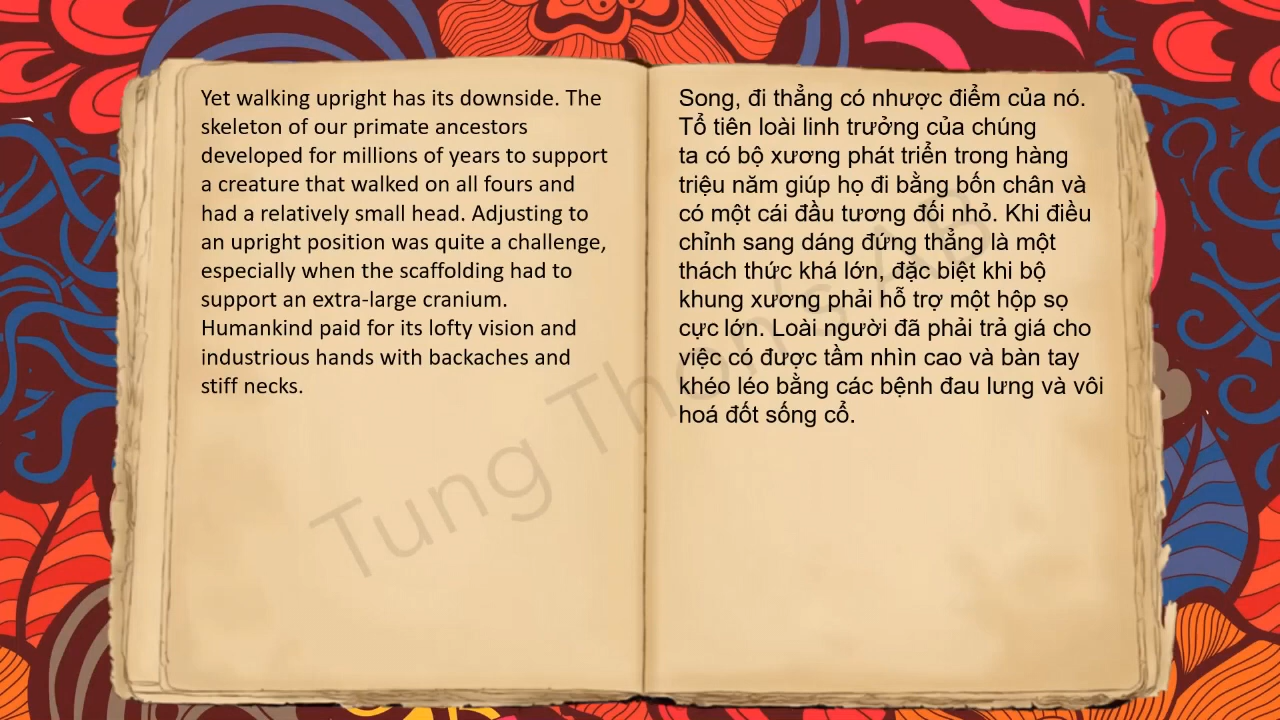 Yet walking upright has its downside. The
skeleton of our primate ancestors
developed for millions of years to support
a creature that walked on all fours and
had a relatively small head. Adjusting to
an upright position was quite a challenge,
especially when the scaffolding had to
support an extra-large cranium.
Humankind paid for its lofty vision and
industrious hands with backaches and
stiff necks.
Song, đi thẳng có nhược điểm của nó.
Tổ tiên loài linh trưởng của chúng
ta có bộ xương phát triển trong hàng
triệu năm giúp họ đi bằng bốn chân và
có một cái đầu tương đối nhỏ. Khi điều
chỉnh sang dáng đứng thẳng là một
thách thức khá lớn, đặc biệt khi bộ
khung xương phải hỗ trợ một hộp sọ
cực lớn. Loài người đã phải trả giá cho
việc có được tầm nhìn cao và bàn tay
khéo léo bằng các bệnh đau lưng và vôi
hoá đốt sống cổ.
Tung